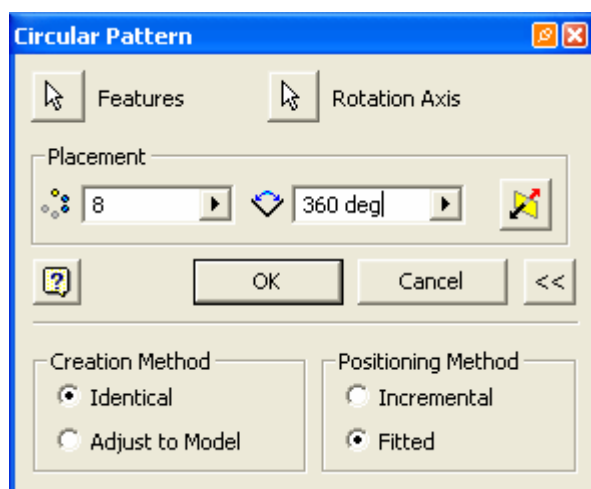 Circular Pattern
Features Rotation Axis
Placement
8 360 deg
? OK Cancel <<
Creation Method Positioning Method
Identical Incremental
Adjust to Model Fitted